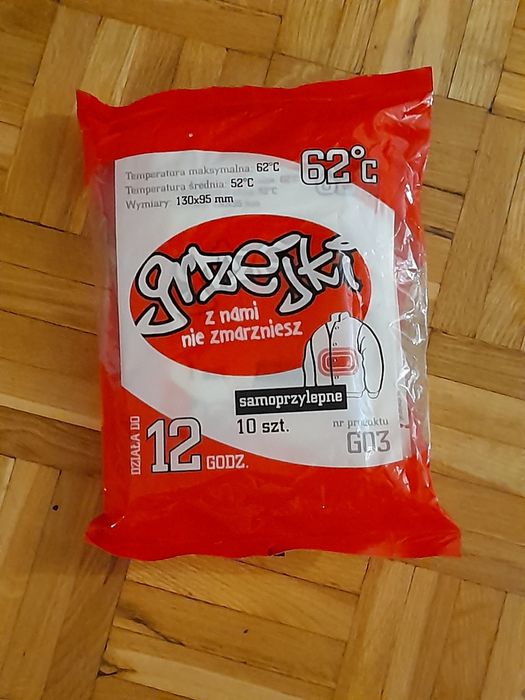 Temperatura maksymalna: 62°C
Temperatura średnia: 52°C
Wymiary: 130x95 mm
62°C
grzejki
z nami
nie zmarzniesz
samoprzylepne
10 szt.
nr produktu
G03
DZIAŁA DO
12 GODZ.